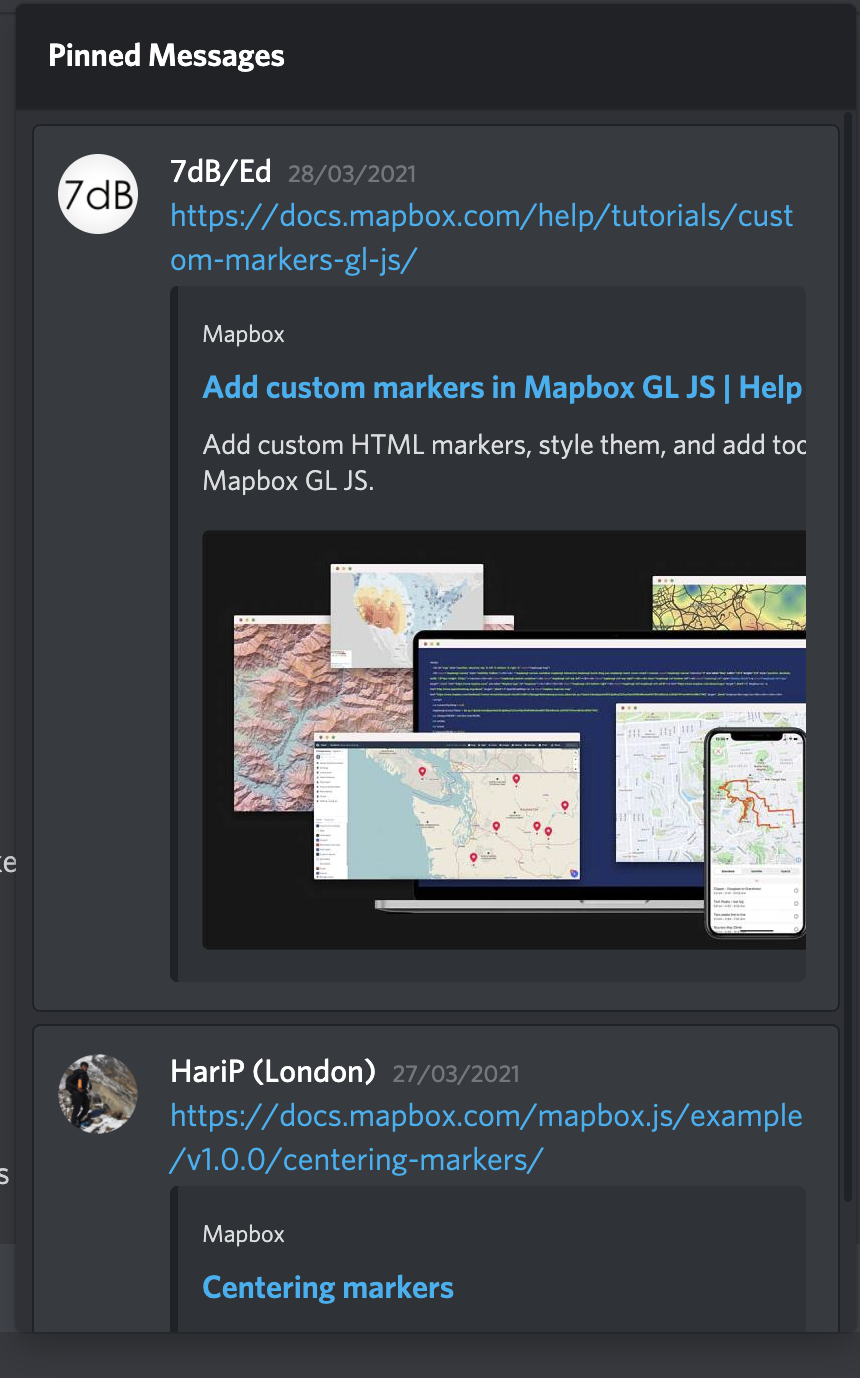 Pinned Messages
7dB
7dB/Ed 28/03/2021
https://docs.mapbox.com/help/tutorials/cust
om-markers-gl-js/
Mapbox
Add custom markers in Mapbox GL JS | Help
Add custom HTML markers, style them, and add too
Mapbox GL JS.
ke
HariP (London) 27/03/2021
https://docs.mapbox.com/mapbox.js/example
/v1.0.0/centering-markers/
s
Mapbox
Centering markers